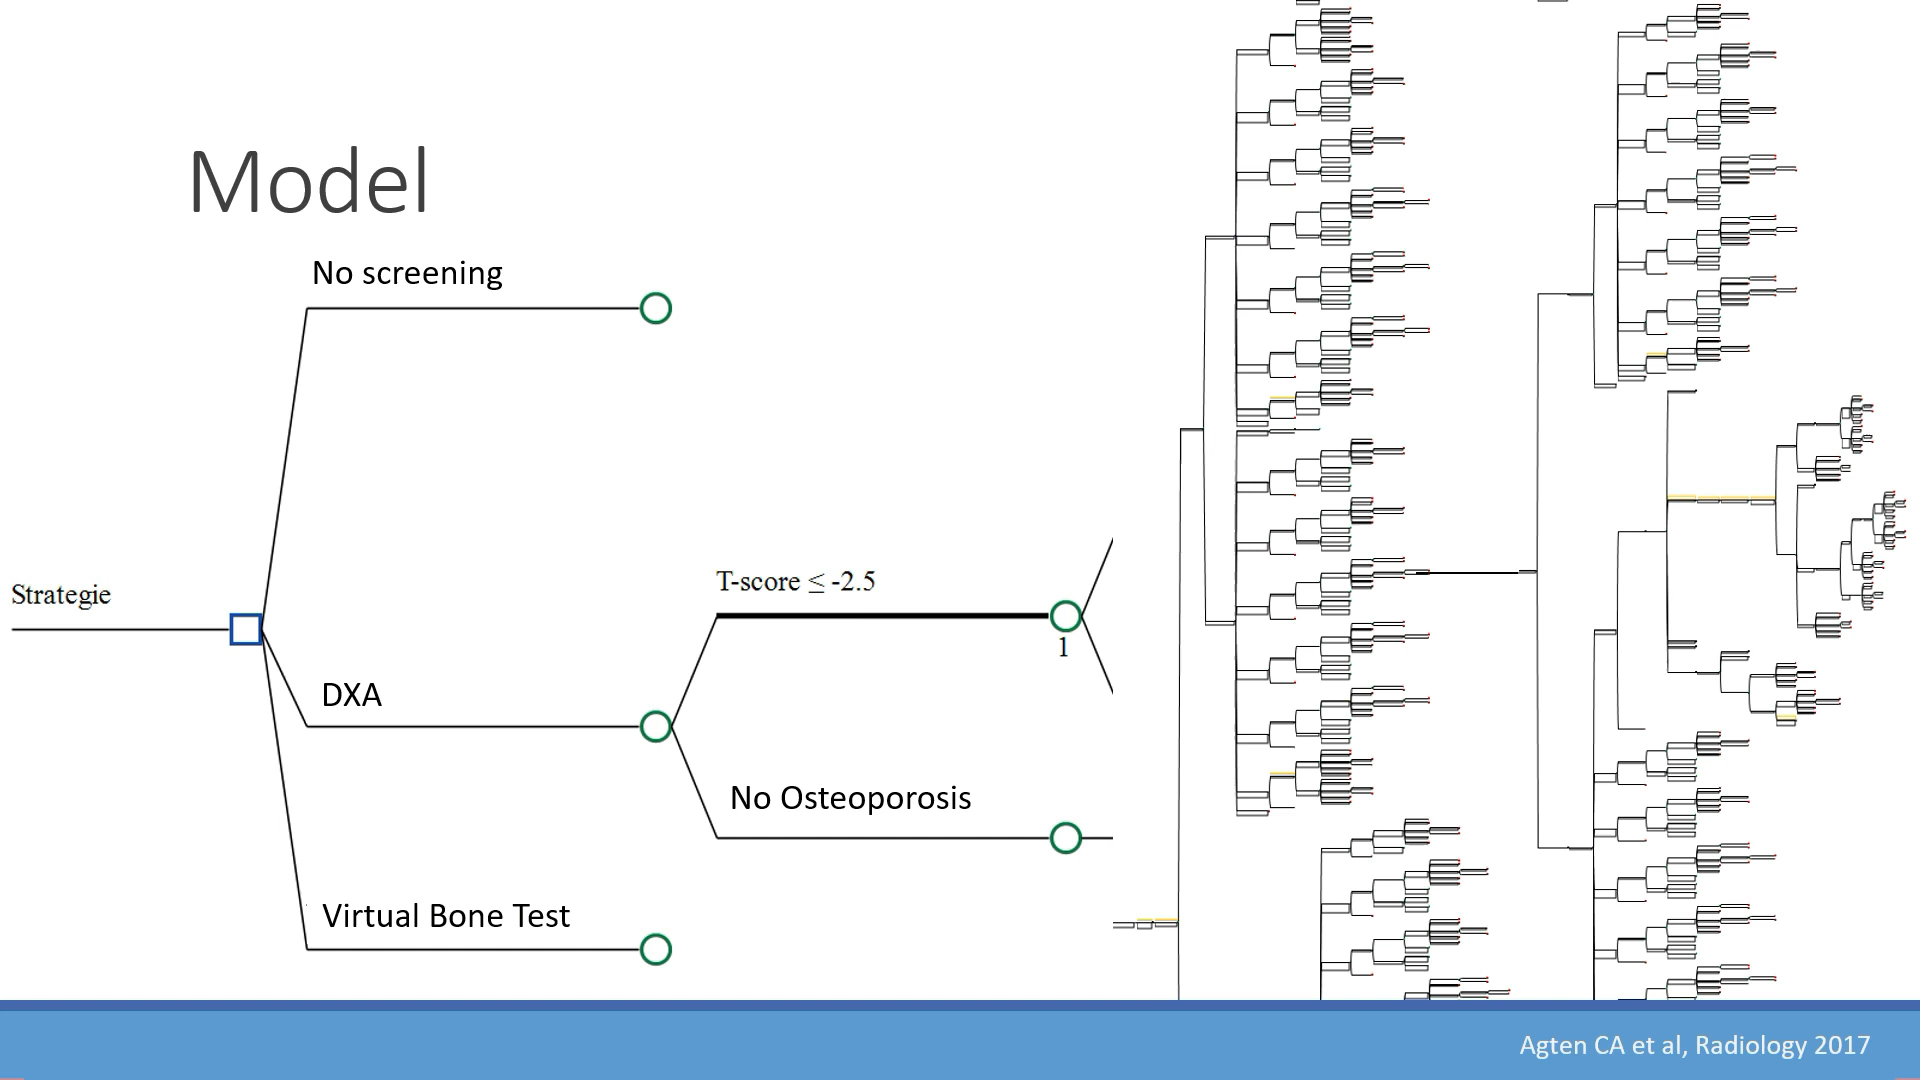 Model
No screening
Strategie
T-score ≤ -2.5
1
DXA
No Osteoporosis
Virtual Bone Test
Agten CA et al, Radiology 2017